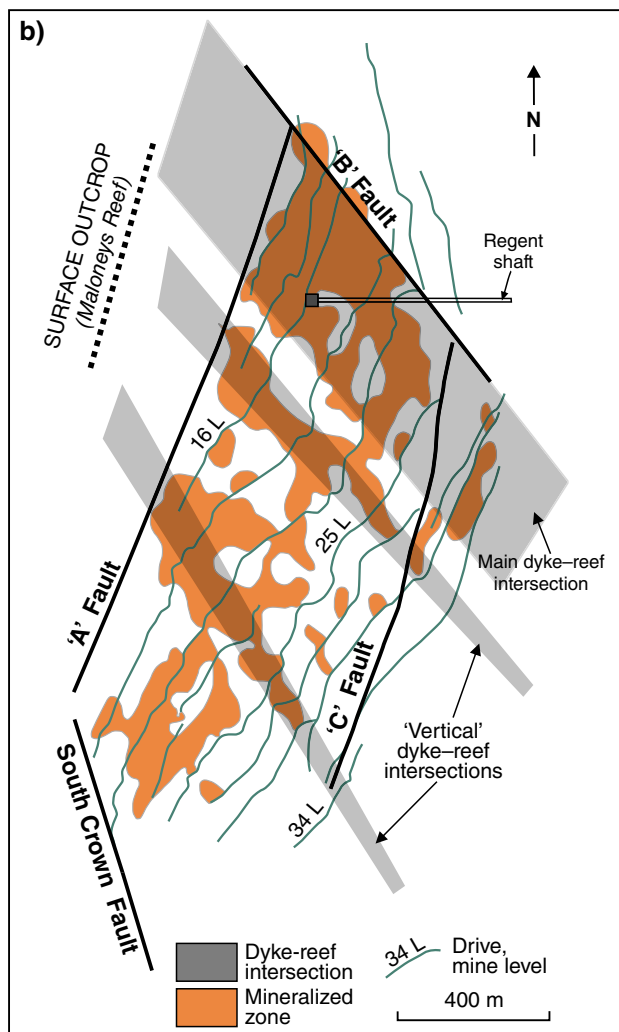 b)
N
SURFACE OUTCROP
(Maloneys Reef)
'B' Fault
Regent
shaft
16 L
25 L
Main dyke–reef
intersection
'A' Fault
'C' Fault
'Vertical'
dyke–reef
intersections
South Crown Fault
34 L
Dyke-reef
intersection
34 L
Drive,
mine level
Mineralized
zone
400 m